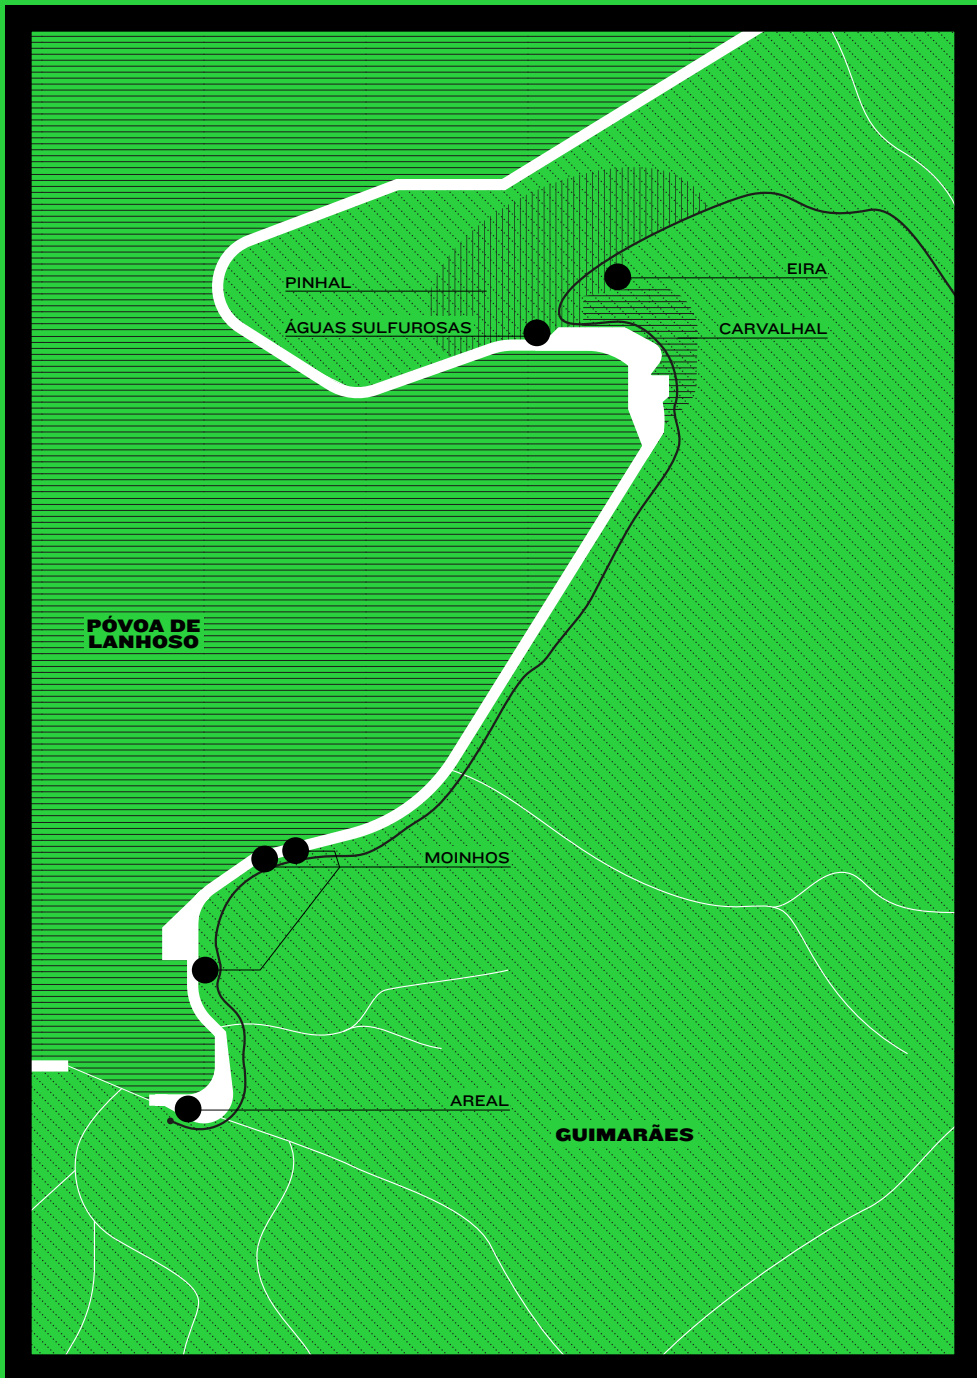 EIRA
PINHAL
ÁGUAS SULFUROSAS
CARVALHAL
PÓVOA DE
LANHOSO
MOINHOS
AREAL
GUIMARÃES